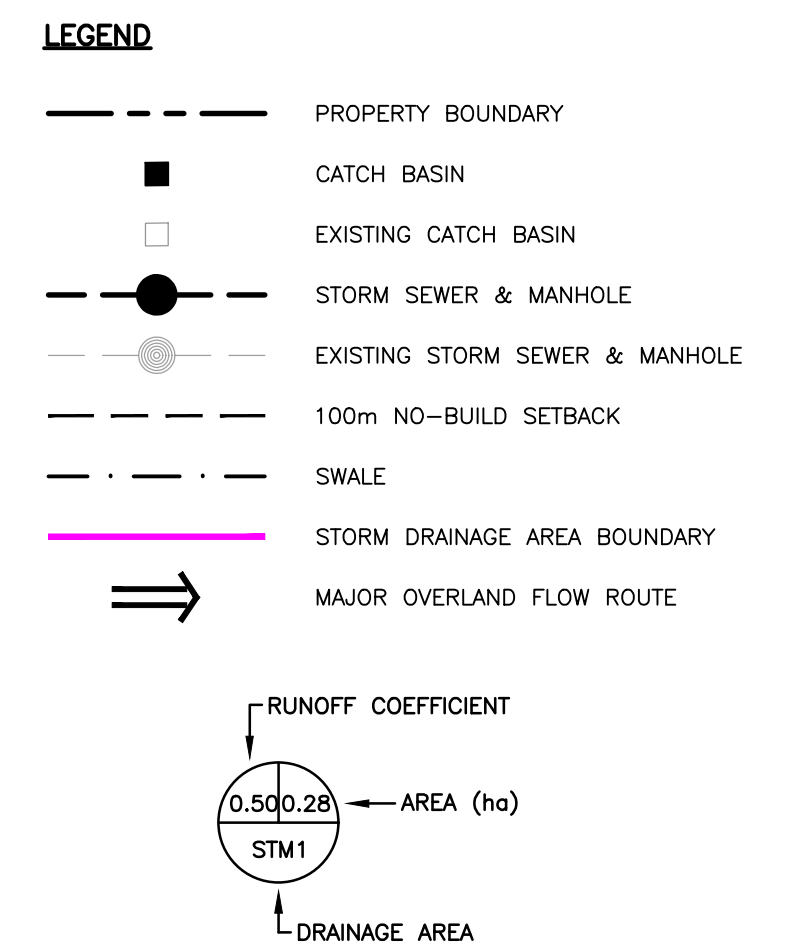 LEGEND
PROPERTY BOUNDARY
CATCH BASIN
EXISTING CATCH BASIN
STORM SEWER & MANHOLE
EXISTING STORM SEWER & MANHOLE
100m NO-BUILD SETBACK
SWALE
STORM DRAINAGE AREA BOUNDARY
MAJOR OVERLAND FLOW ROUTE
RUNOFF COEFFICIENT
0.50 0.28 AREA (ha)
STM1
DRAINAGE AREA